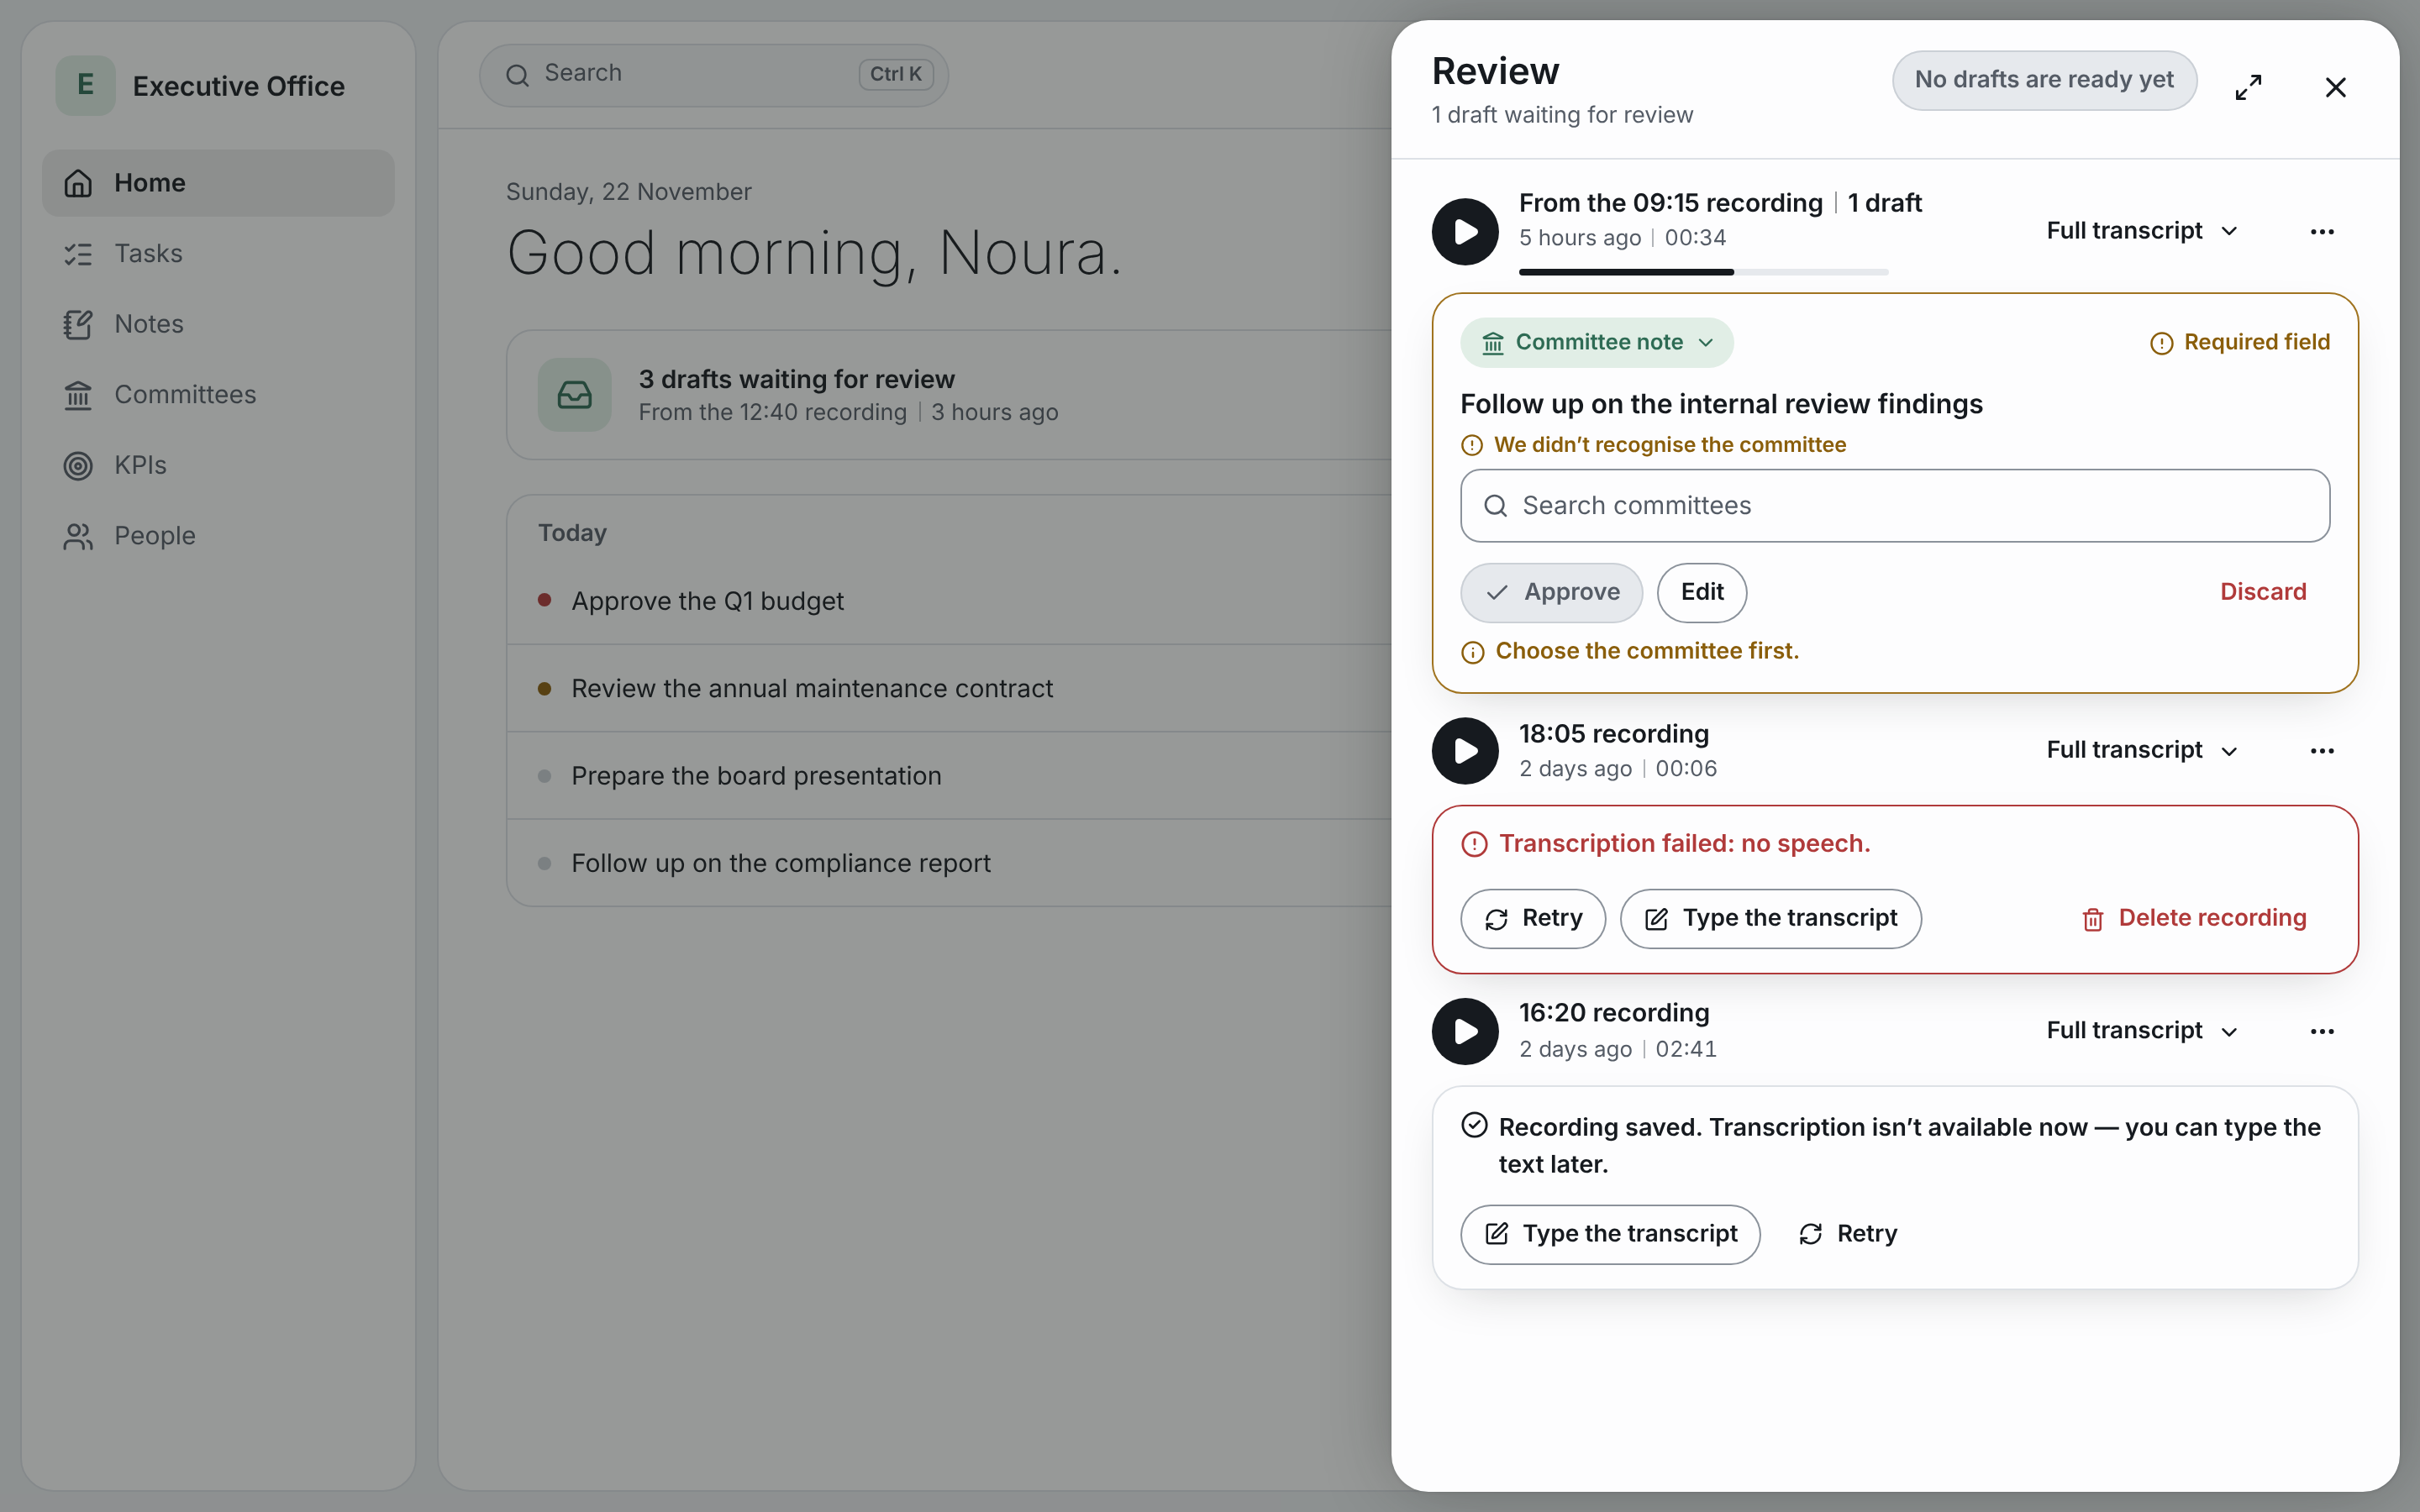 E Executive Office
Home
Tasks
Notes
Committees
KPIs
People
Search Ctrl K
Sunday, 22 November
Good morning, Noura.
3 drafts waiting for review
From the 12:40 recording | 3 hours ago
Today
Approve the Q1 budget
Review the annual maintenance contract
Prepare the board presentation
Follow up on the compliance report
Review
1 draft waiting for review
No drafts are ready yet
From the 09:15 recording | 1 draft
5 hours ago | 00:34
Full transcript
Committee note
Required field
Follow up on the internal review findings
We didn’t recognise the committee
Search committees
Approve Edit Discard
Choose the committee first.
18:05 recording
2 days ago | 00:06
Full transcript
Transcription failed: no speech.
Retry Type the transcript Delete recording
16:20 recording
2 days ago | 02:41
Full transcript
Recording saved. Transcription isn’t available now — you can type the
text later.
Type the transcript Retry